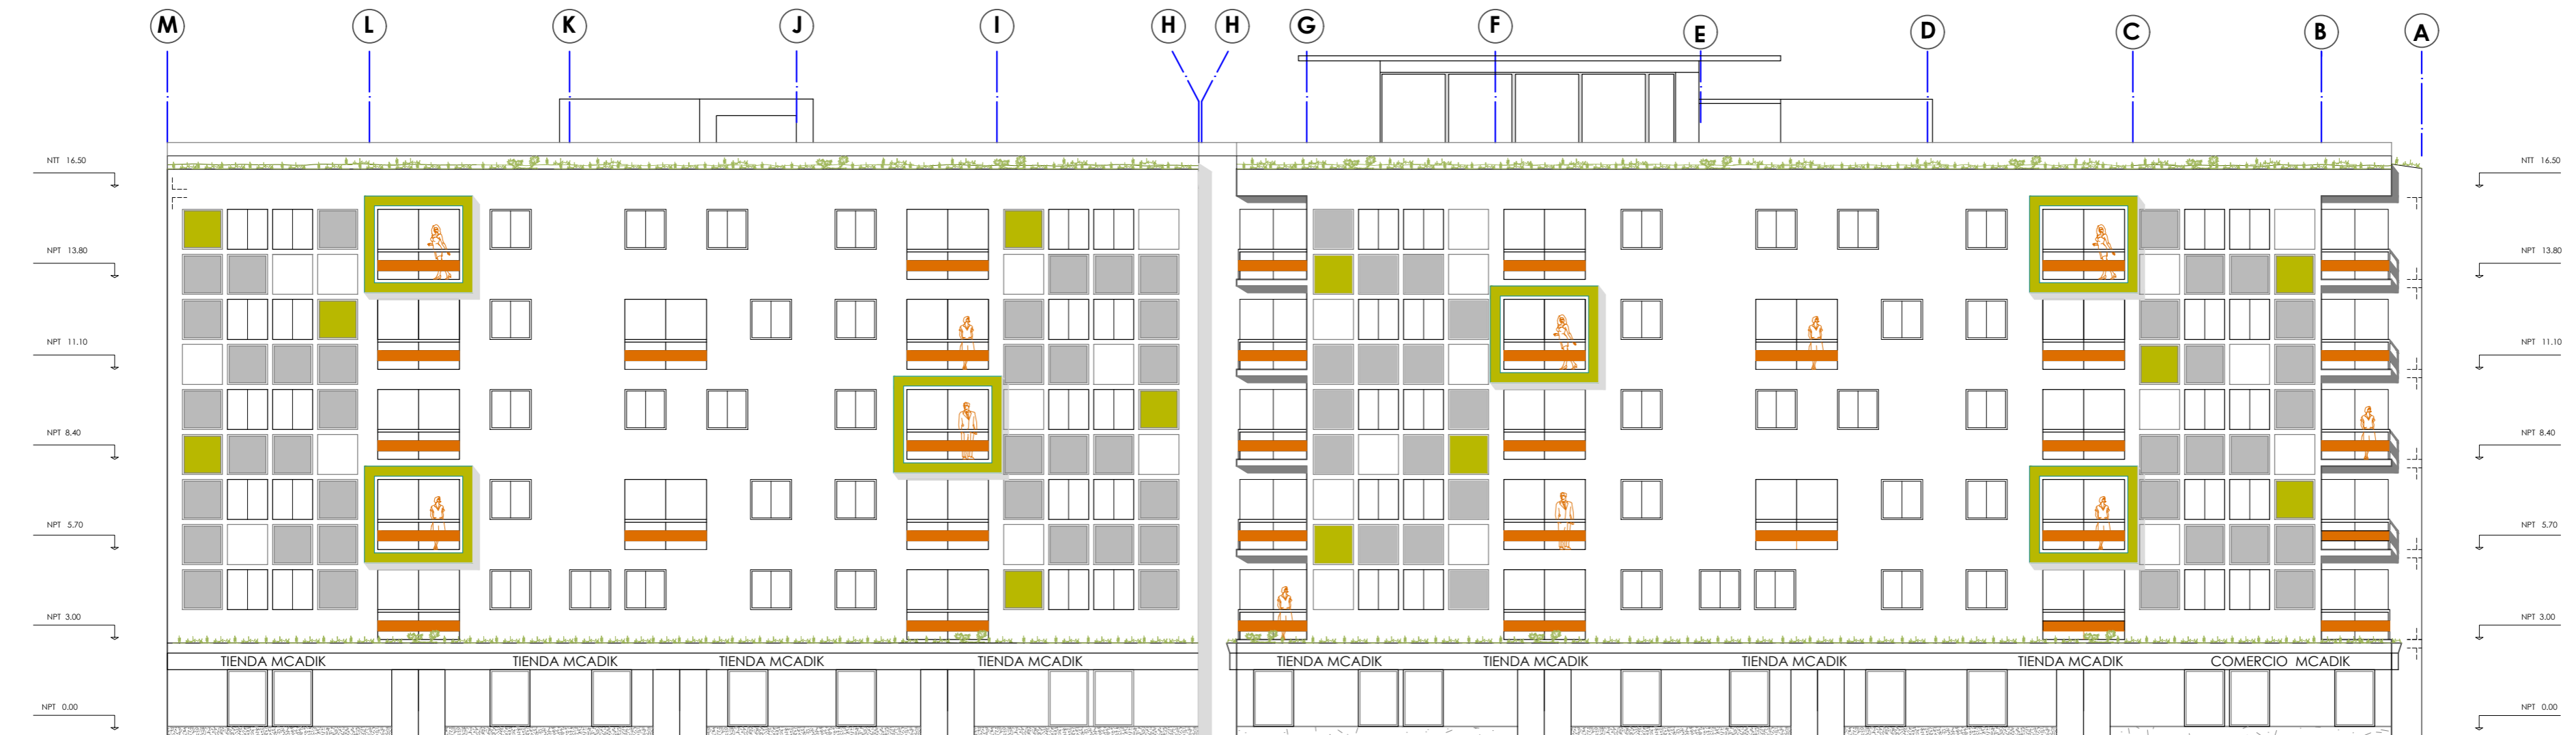 M L K J I H H G F E D C B A
NTT 16.50 NTT 16.50
NPT 13.80 NPT 13.80
NPT 11.10 NPT 11.10
NPT 8.40 NPT 8.40
NPT 5.70 NPT 5.70
NPT 3.00 NPT 3.00
TIENDA MCADIK TIENDA MCADIK TIENDA MCADIK TIENDA MCADIK TIENDA MCADIK TIENDA MCADIK TIENDA MCADIK TIENDA MCADIK COMERCIO MCADIK
NPT 0.00 NPT 0.00